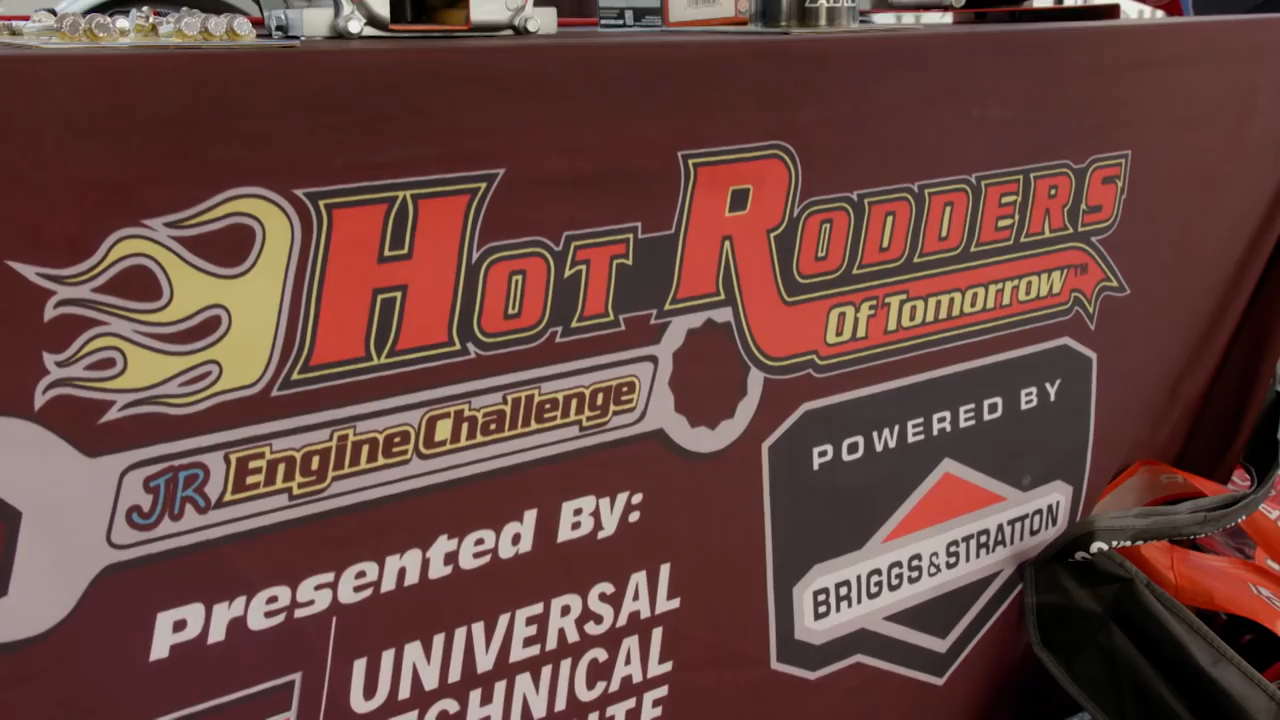 HOT RODDERS
Of Tomorrow™
JR Engine Challenge
POWERED BY
BRIGGS&STRATTON
®
Presented By:
UNIVERSAL